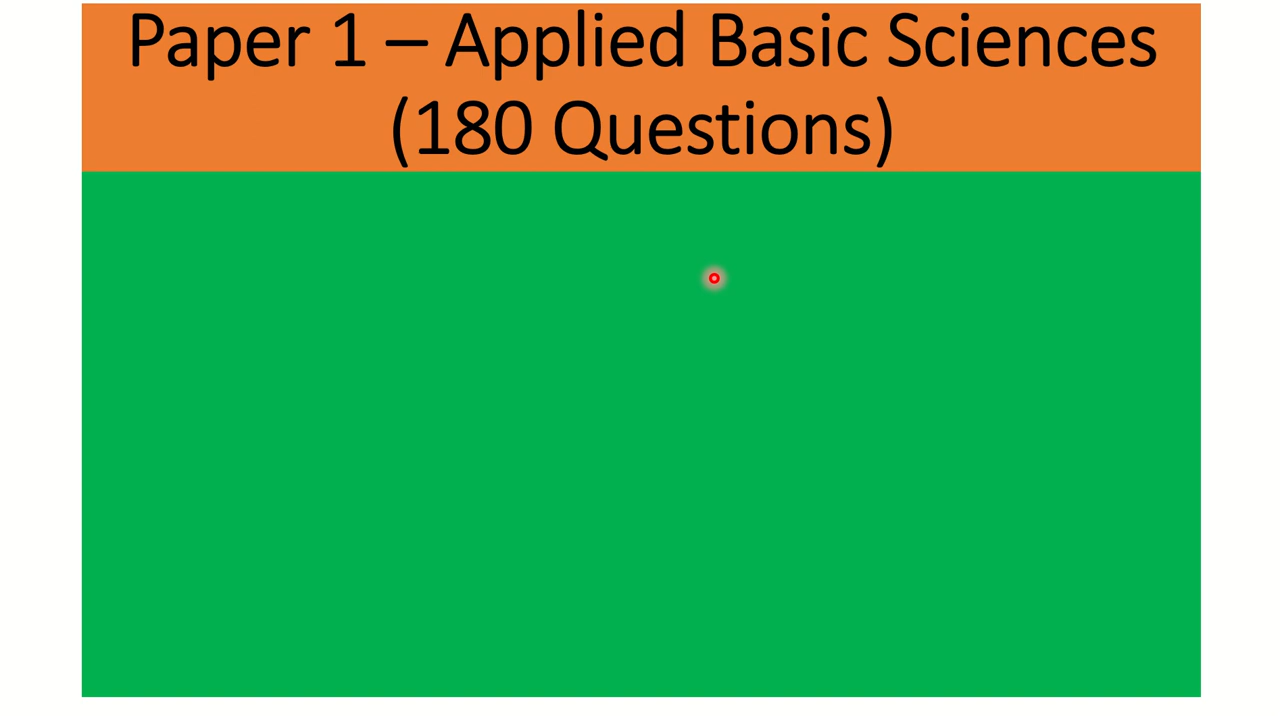 Paper 1 – Applied Basic Sciences
(180 Questions)